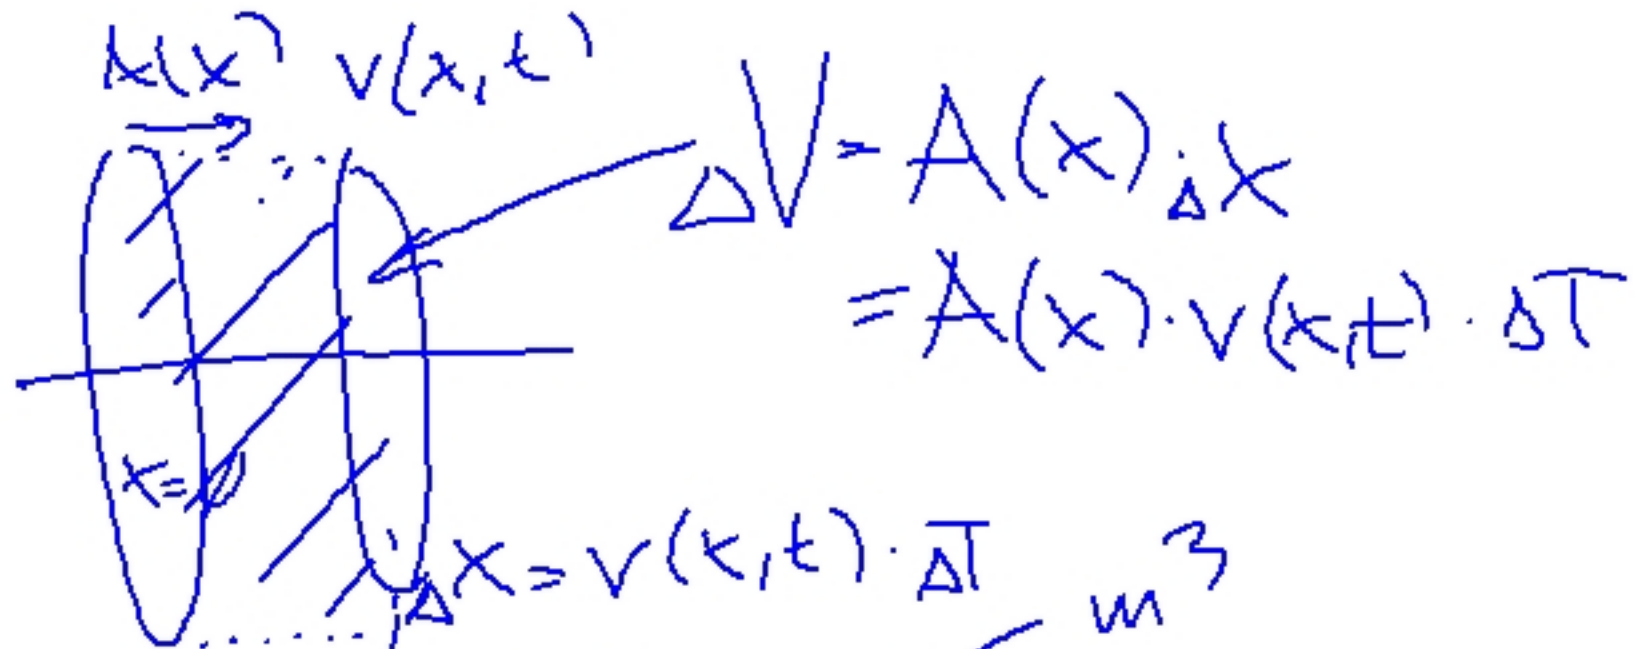 A(x) v(x,t)
ΔV = A(x) · Δx
= A(x) · v(x,t) · ΔT
x=0
Δx = v(x,t) · ΔT
m³